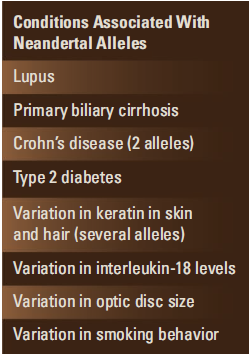 Conditions Associated With
Neandertal Alleles
Lupus
Primary biliary cirrhosis
Crohn’s disease (2 alleles)
Type 2 diabetes
Variation in keratin in skin
and hair (several alleles)
Variation in interleukin-18 levels
Variation in optic disc size
Variation in smoking behavior